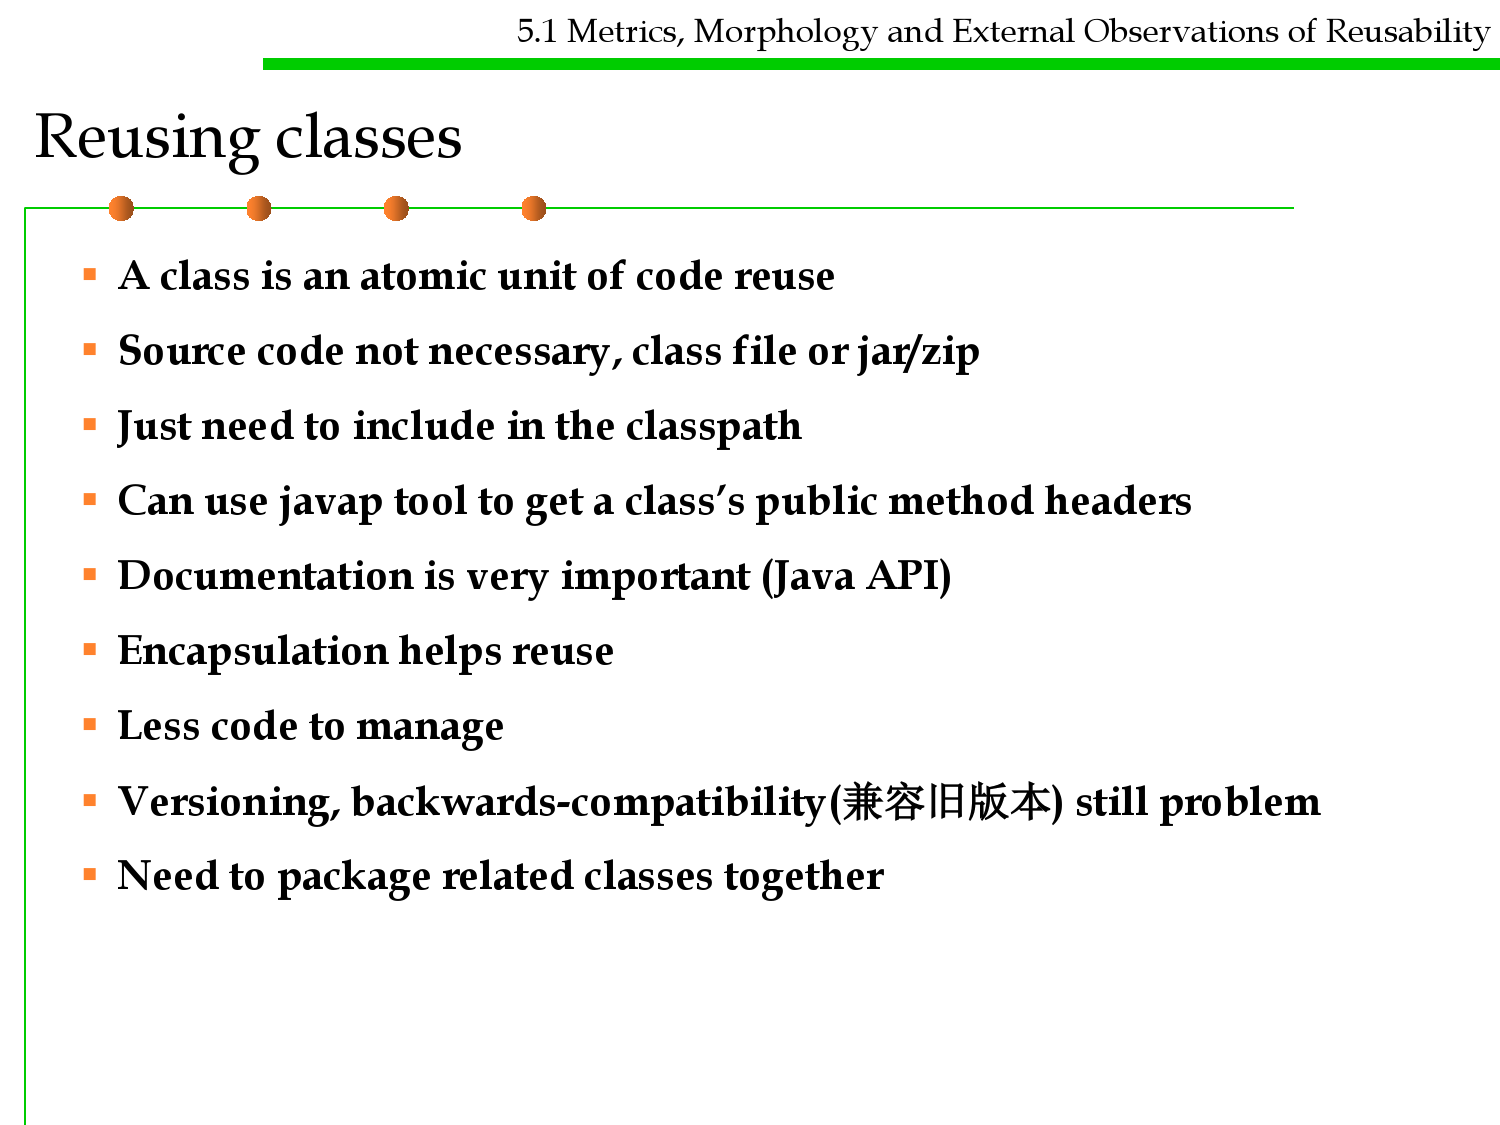 5.1 Metrics, Morphology and External Observations of Reusability
Reusing classes
▪ A class is an atomic unit of code reuse
▪ Source code not necessary, class file or jar/zip
▪ Just need to include in the classpath
▪ Can use javap tool to get a class’s public method headers
▪ Documentation is very important (Java API)
▪ Encapsulation helps reuse
▪ Less code to manage
▪ Versioning, backwards-compatibility(兼容旧版本) still problem
▪ Need to package related classes together